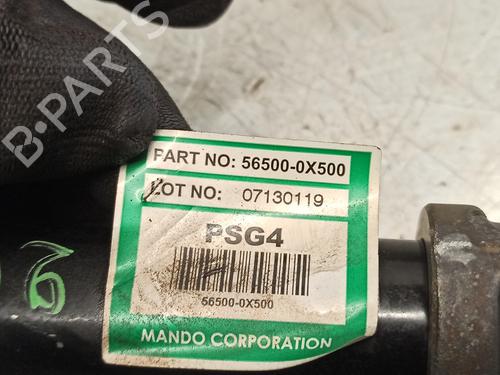 PART NO: 56500-0X500
LOT NO: 07130119
PSG4
56500-0X500
MANDO CORPORATION
B-PARTS